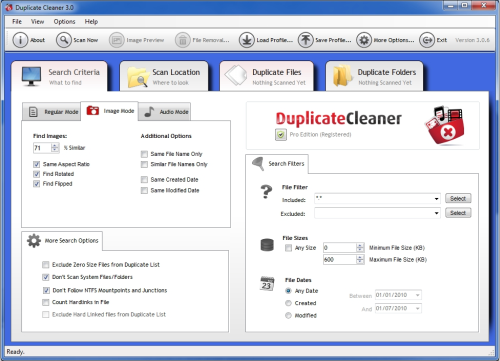 Duplicate Cleaner 3.0
File View Options Help
About Scan Now Image Preview File Removal... Load Profile... Save Profile... More Options... Exit Version 3.0.6
Search Criteria
What to find
Scan Location
Where to look
Duplicate Files
Nothing Scanned Yet
Duplicate Folders
Nothing Scanned Yet
Regular Mode Image Mode Audio Mode
Find Images:
71 % Similar
Same Aspect Ratio
Find Rotated
Find Flipped
Additional Options
Same File Name Only
Similar File Names Only
Same Created Date
Same Modified Date
More Search Options
Exclude Zero Size Files from Duplicate List
Don't Scan System Files/Folders
Don't Follow NTFS Mountpoints and Junctions
Count Hardlinks in File
Exclude Hard Linked files from Duplicate List
DuplicateCleaner
Pro Edition (Registered)
Search Filters
File Filter
Included: *.* Select
Excluded: Select
File Sizes
Any Size 0 Minimum File Size (KB)
600 Maximum File Size (KB)
23
File Dates
Any Date
Created
Modified
Between 01/01/2010
And 01/07/2010
Ready.